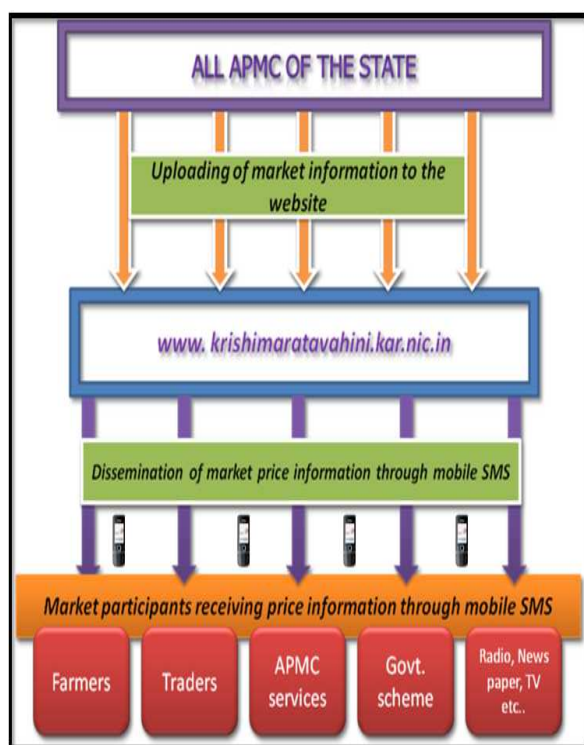 ALL APMC OF THE STATE
Uploading of market information to the
website
www. krishimaratavahini.kar.nic.in
Dissemination of market price information through mobile SMS
Market participants receiving price information through mobile SMS
Farmers
Traders
APMC
services
Govt.
scheme
Radio, News
paper, TV
etc..